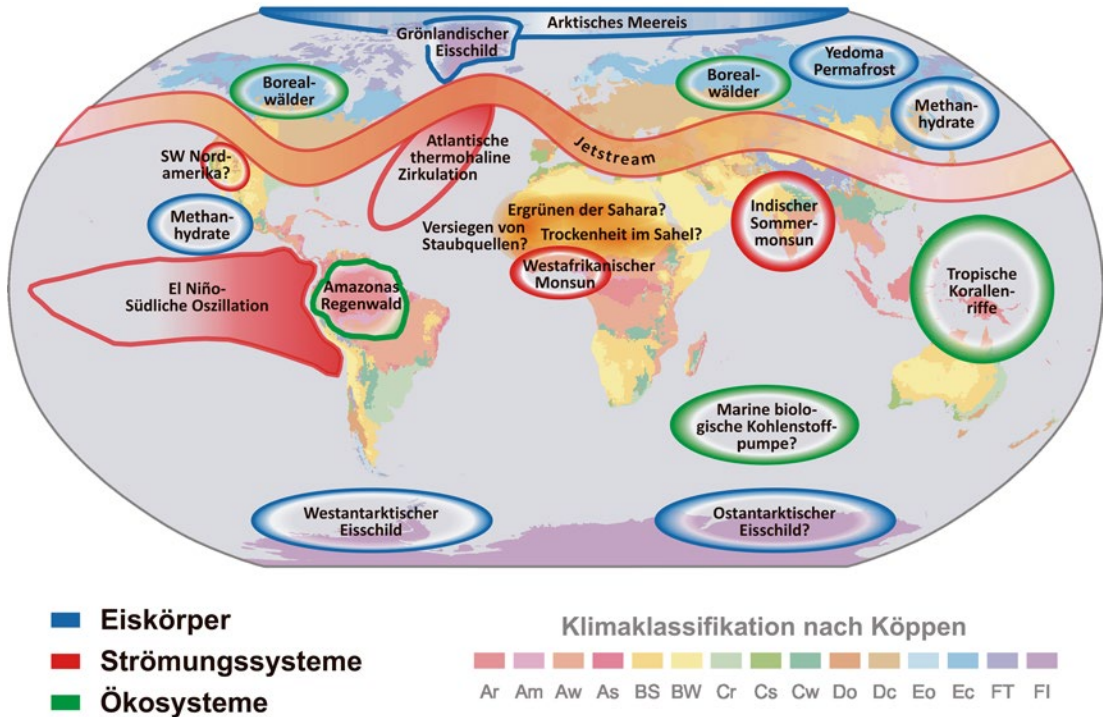 Arktisches Meereis
Grönlandischer
Eisschild
Yedoma
Permafrost
Boreal-
wälder
Boreal-
wälder
Methan-
hydrate
Atlantische
thermohaline
Zirkulation
Jetstream
SW Nord-
amerika?
Methan-
hydrate
Ergrünen der Sahara?
Versiegen von
Staubquellen?
Trockenheit im Sahel?
Indischer
Sommer-
monsun
Westafrikanischer
Monsun
El Niño-
Südliche Oszillation
Amazonas
Regenwald
Tropische
Korallen-
riffe
Marine biolo-
gische Kohlenstoff-
pumpe?
Westantarktischer
Eisschild
Ostantarktischer
Eisschild?
Eiskörper
Strömungssysteme
Ökosysteme
Klimaklassifikation nach Köppen
Ar Am Aw As BS BW Cr Cs Cw Do Dc Eo Ec FT FI